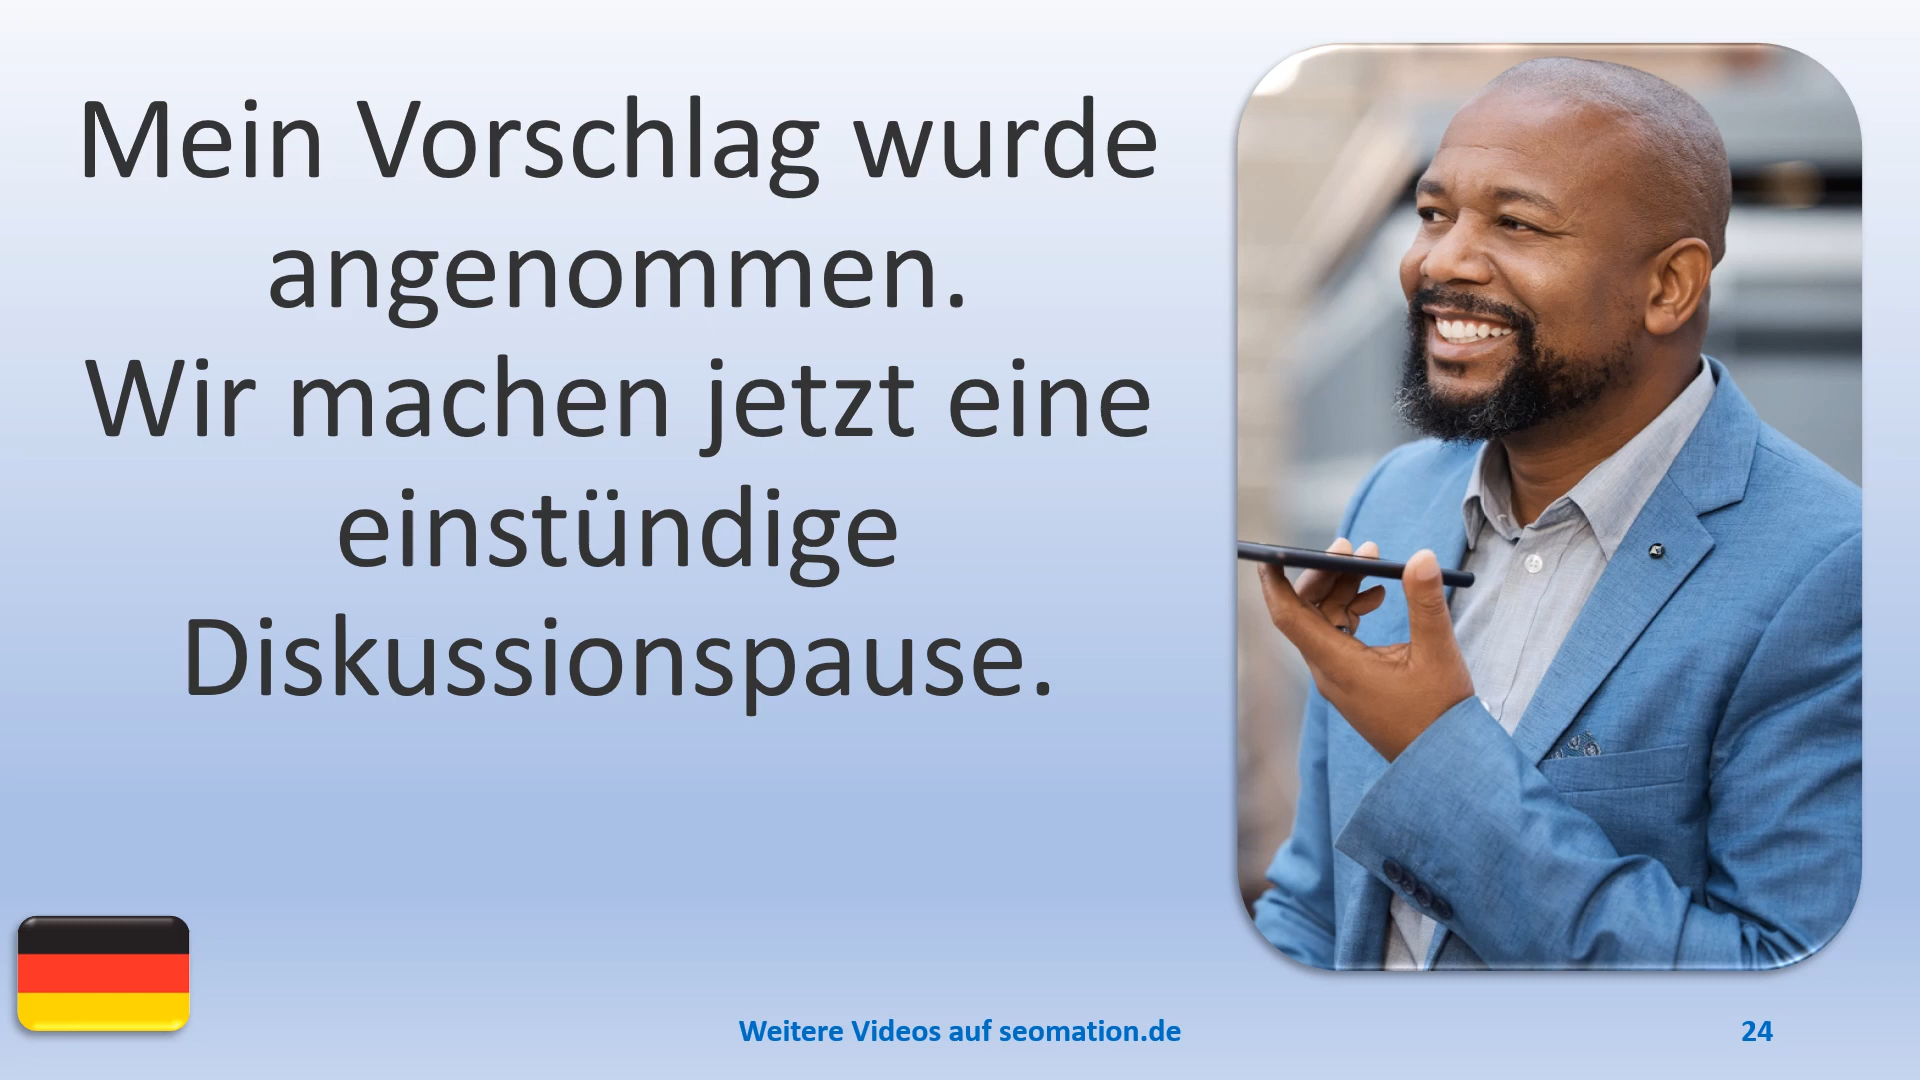 Mein Vorschlag wurde
angenommen.
Wir machen jetzt eine
einstündige
Diskussionspause.
Weitere Videos auf seomation.de
24